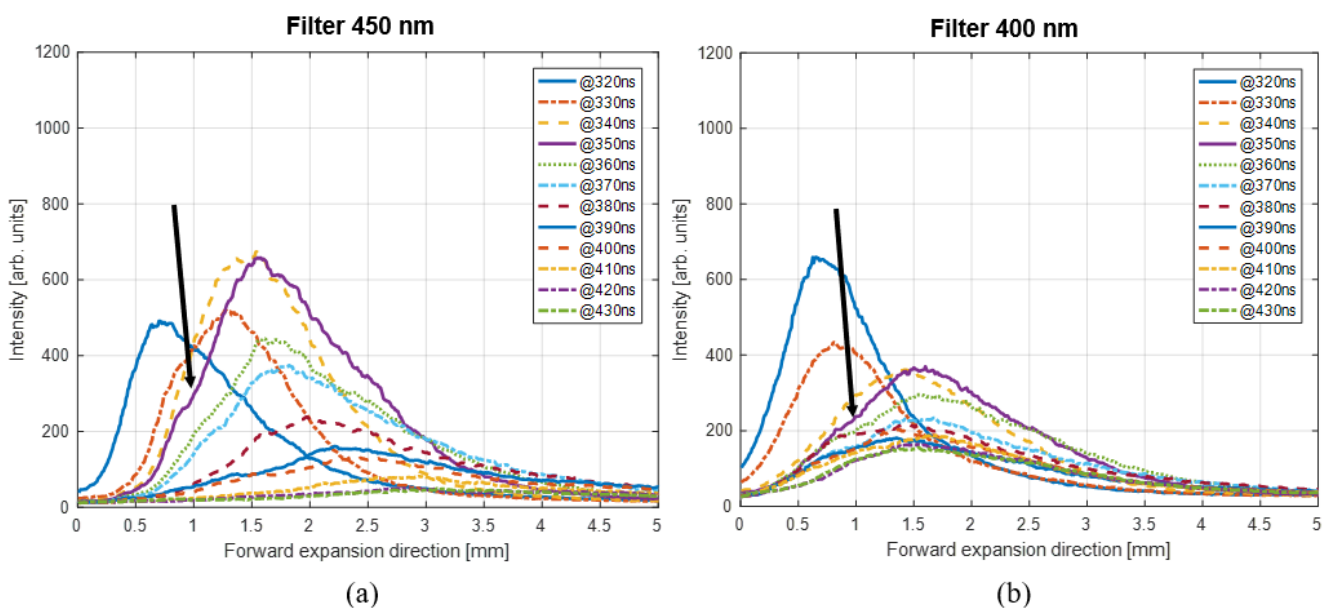 Filter 450 nm
1200
1000
800
600
400
200
0
Intensity [arb. units]
0 0.5 1 1.5 2 2.5 3 3.5 4 4.5 5
Forward expansion direction [mm]
@320ns
@330ns
@340ns
@350ns
@360ns
@370ns
@380ns
@390ns
@400ns
@410ns
@420ns
@430ns
(a)
Filter 400 nm
1200
1000
800
600
400
200
0
Intensity [arb. units]
0 0.5 1 1.5 2 2.5 3 3.5 4 4.5 5
Forward expansion direction [mm]
@320ns
@330ns
@340ns
@350ns
@360ns
@370ns
@380ns
@390ns
@400ns
@410ns
@420ns
@430ns
(b)